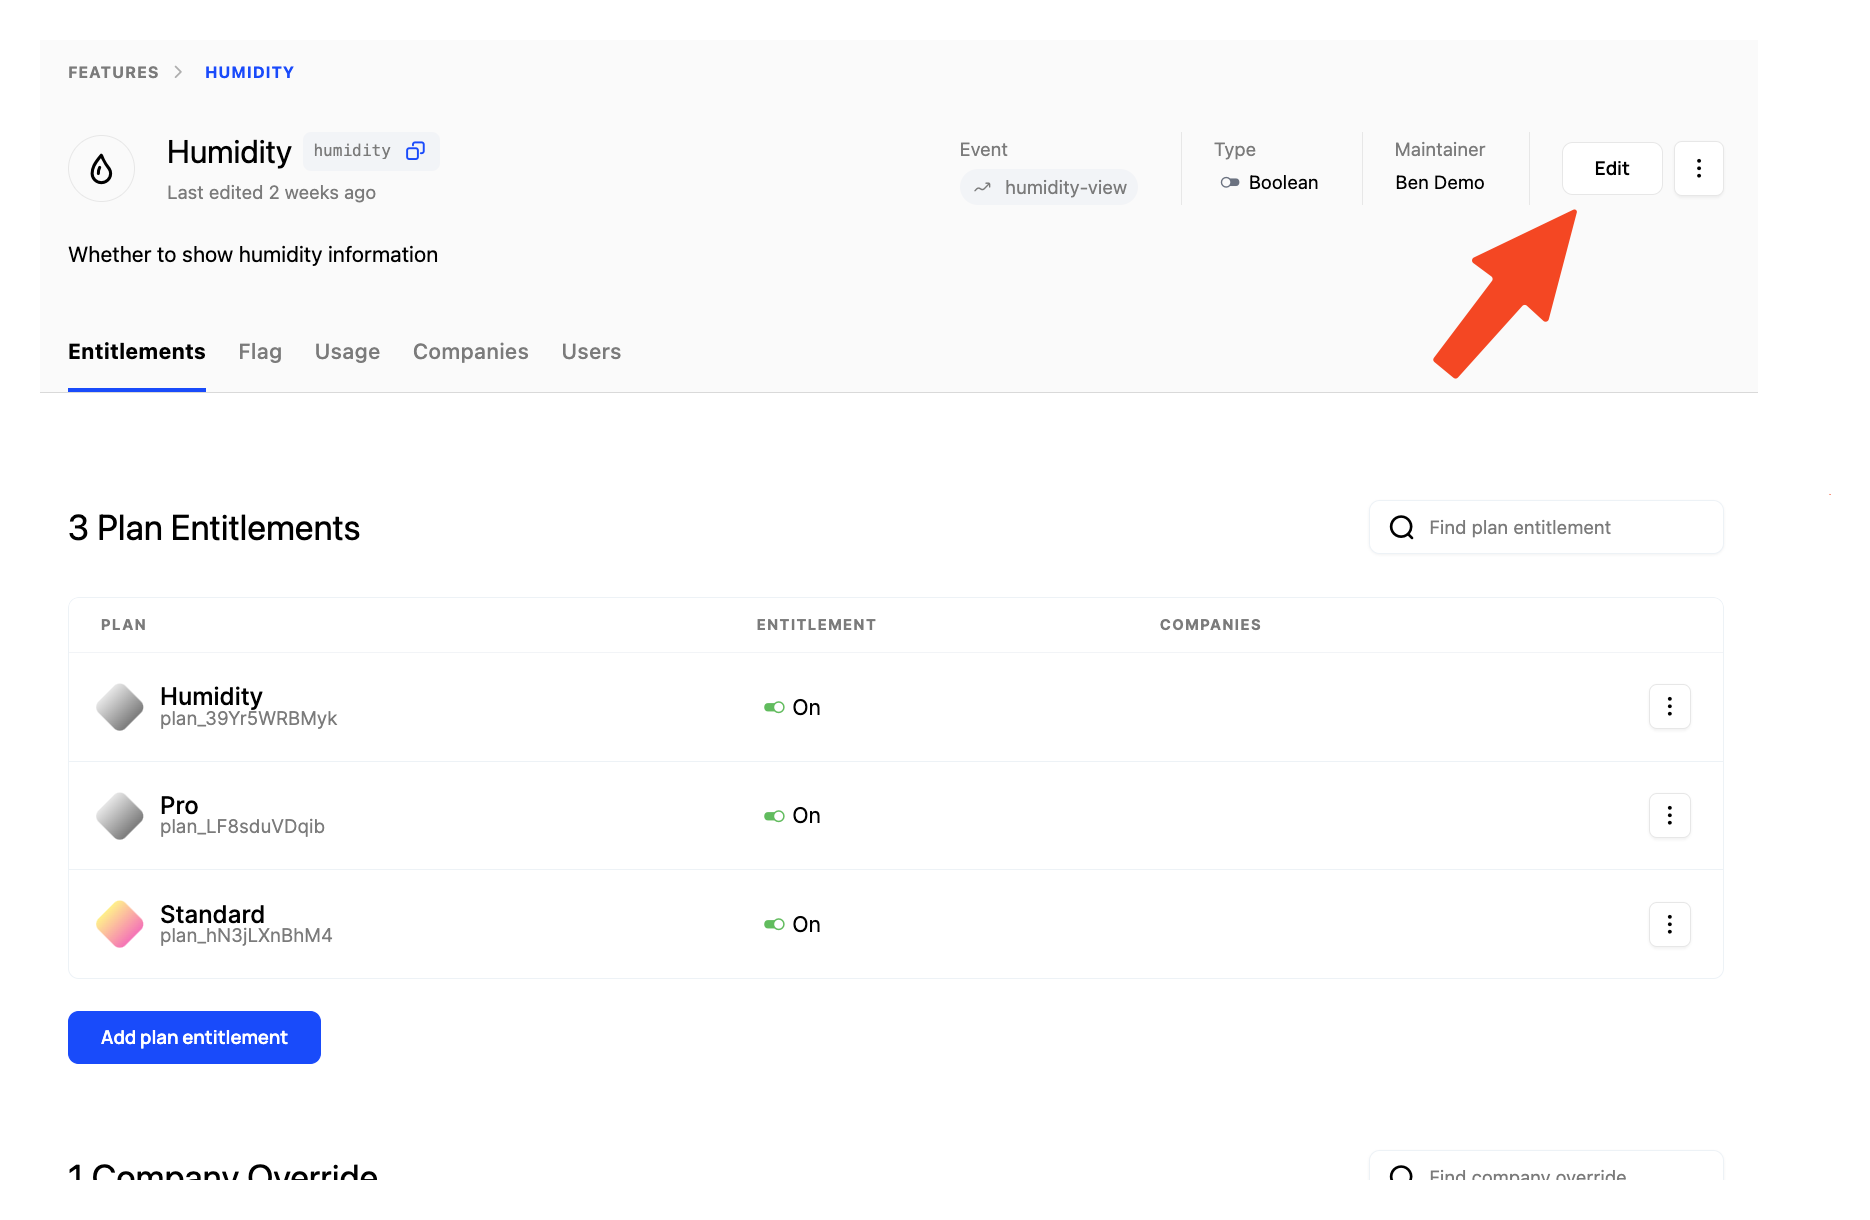 FEATURES HUMIDITY
Humidity humidity
Last edited 2 weeks ago
Event
humidity-view
Type
Boolean
Maintainer
Ben Demo
Edit
Whether to show humidity information
Entitlements Flag Usage Companies Users
3 Plan Entitlements
Find plan entitlement
PLAN ENTITLEMENT COMPANIES
Humidity
plan_39Yr5WRBMyk
On
Pro
plan_LF8sduVDqib
On
Standard
plan_hN3jLXnBhM4
On
Add plan entitlement
1 Company Override
Find company override